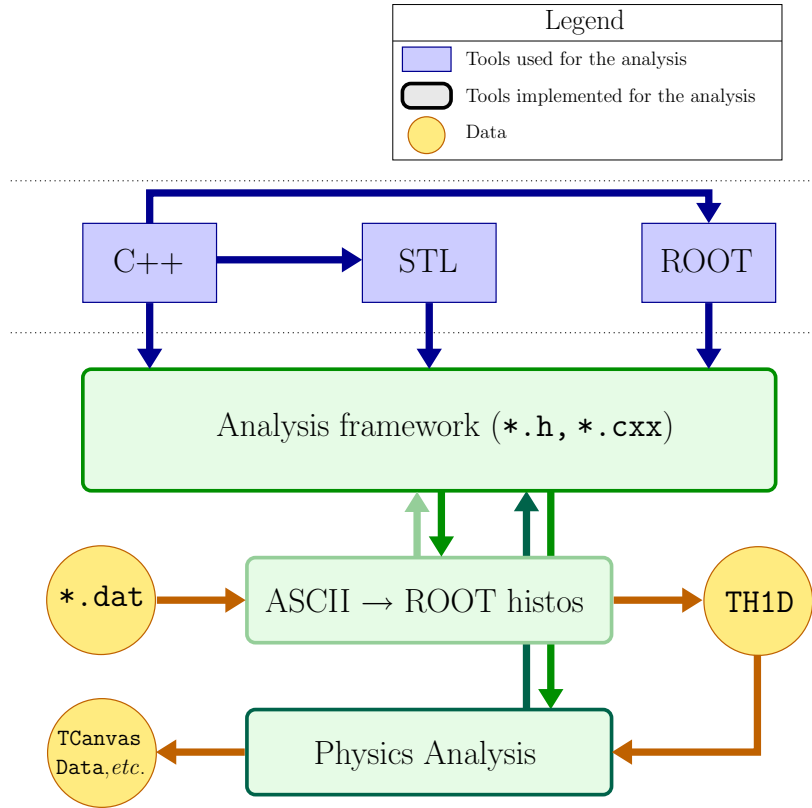 Legend
Tools used for the analysis
Tools implemented for the analysis
Data
C++
STL
ROOT
Analysis framework (*.h, *.cxx)
*.dat
ASCII → ROOT histos
TH1D
TCanvas
Data,etc.
Physics Analysis